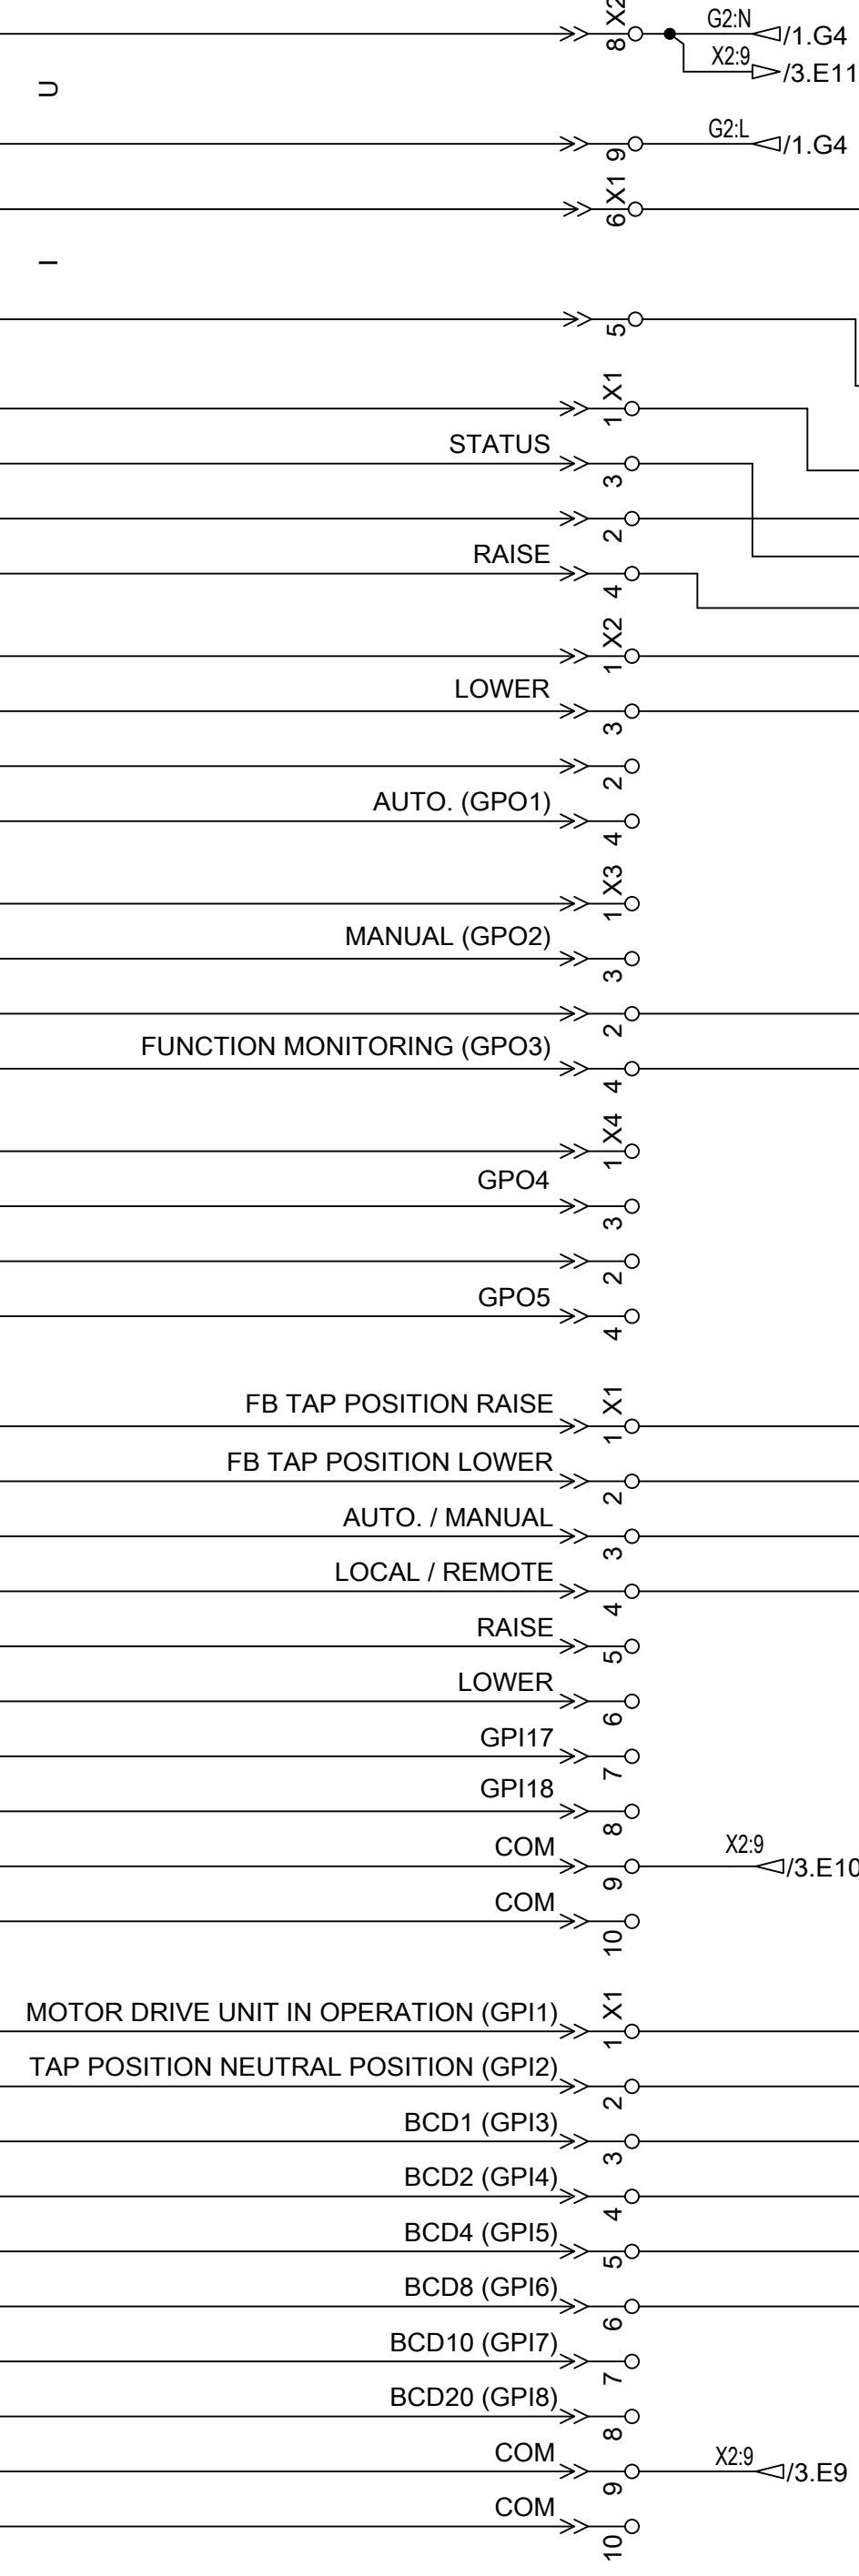 X2
8
G2:N
/1.G4
X2:9
/3.E11
U
9
G2:L
/1.G4
X1
6
I
5
X1
1
STATUS
3
2
RAISE
4
X2
1
LOWER
3
2
AUTO. (GPO1)
4
X3
1
MANUAL (GPO2)
3
2
FUNCTION MONITORING (GPO3)
4
X4
1
GPO4
3
2
GPO5
4
FB TAP POSITION RAISE
X1
1
FB TAP POSITION LOWER
2
AUTO. / MANUAL
3
LOCAL / REMOTE
4
RAISE
5
LOWER
6
GPI17
7
GPI18
8
COM
X2:9
/3.E10
9
COM
10
MOTOR DRIVE UNIT IN OPERATION (GPI1)
X1
1
TAP POSITION NEUTRAL POSITION (GPI2)
2
BCD1 (GPI3)
3
BCD2 (GPI4)
4
BCD4 (GPI5)
5
BCD8 (GPI6)
6
BCD10 (GPI7)
7
BCD20 (GPI8)
8
COM
X2:9
/3.E9
9
COM
10